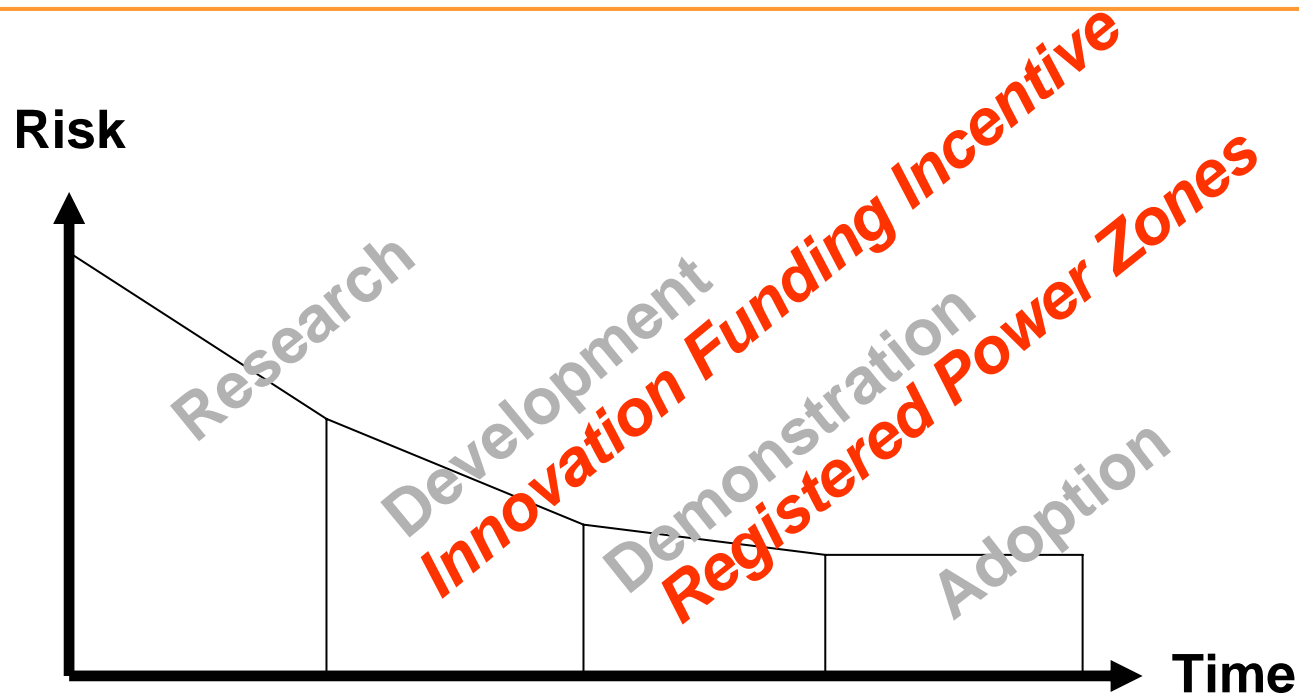 Risk
Research
Development
Innovation Funding Incentive
Demonstration
Registered Power Zones
Adoption
Time